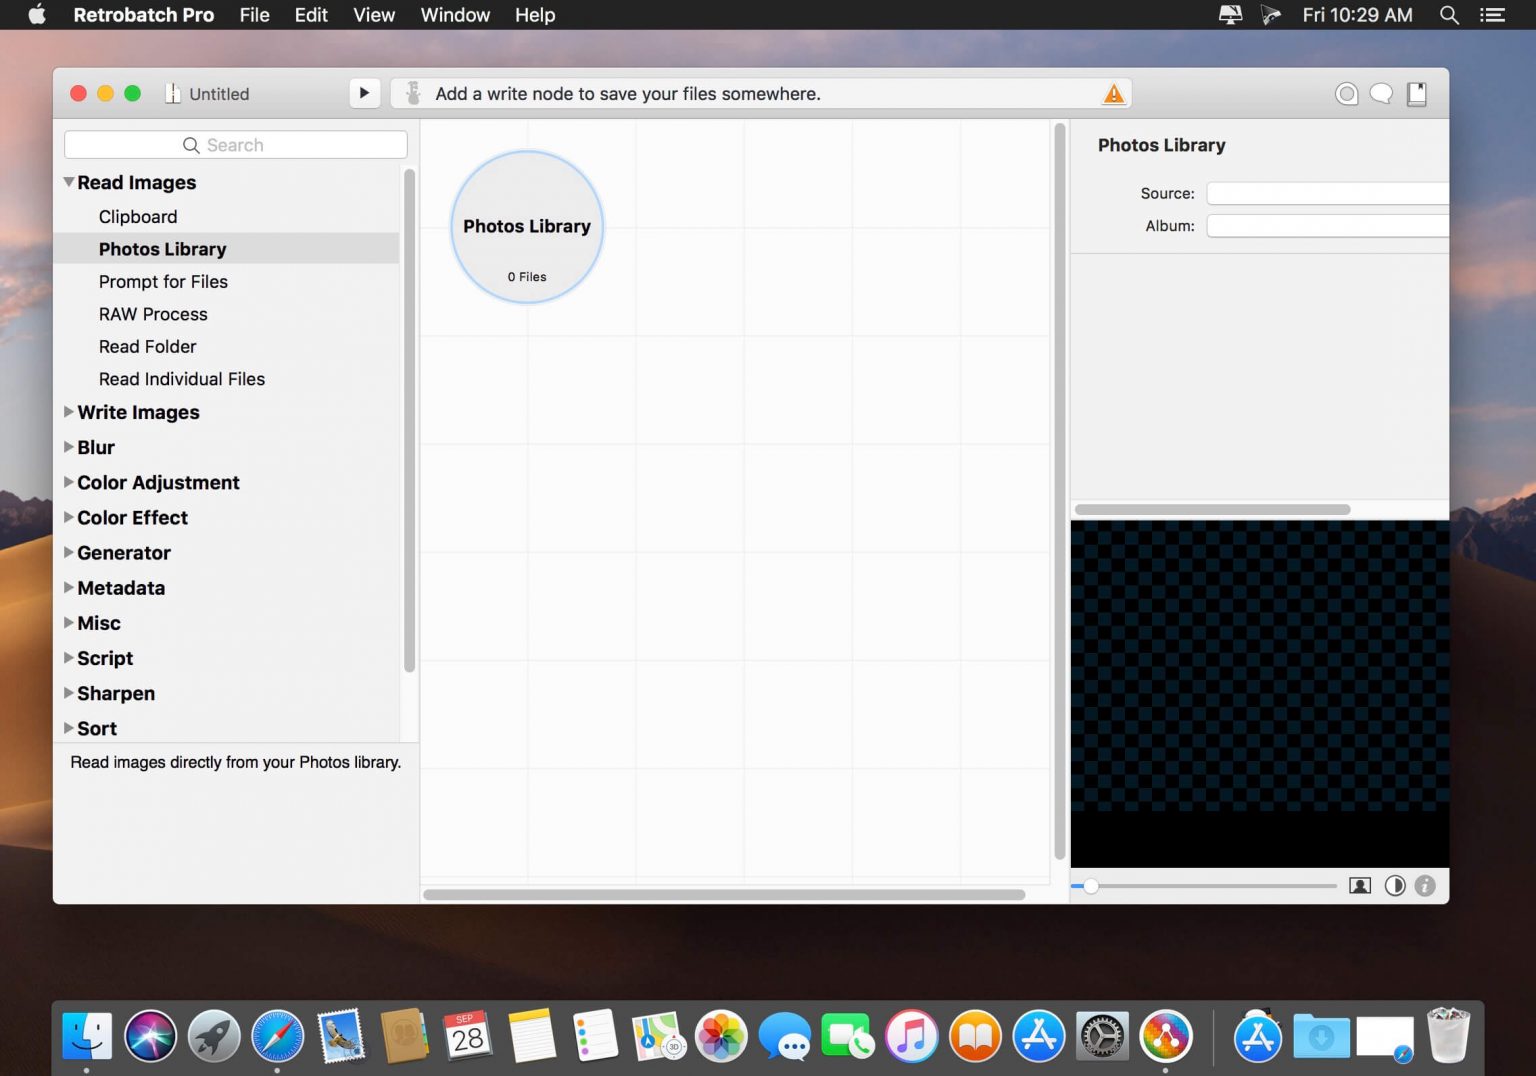 Retrobatch Pro File Edit View Window Help Fri 10:29 AM
Untitled
Add a write node to save your files somewhere.
Search
Read Images
Clipboard
Photos Library
Prompt for Files
RAW Process
Read Folder
Read Individual Files
Write Images
Blur
Color Adjustment
Color Effect
Generator
Metadata
Misc
Script
Sharpen
Sort
Read images directly from your Photos library.
Photos Library
0 Files
Photos Library
Source:
Album:
SEP
28
3D